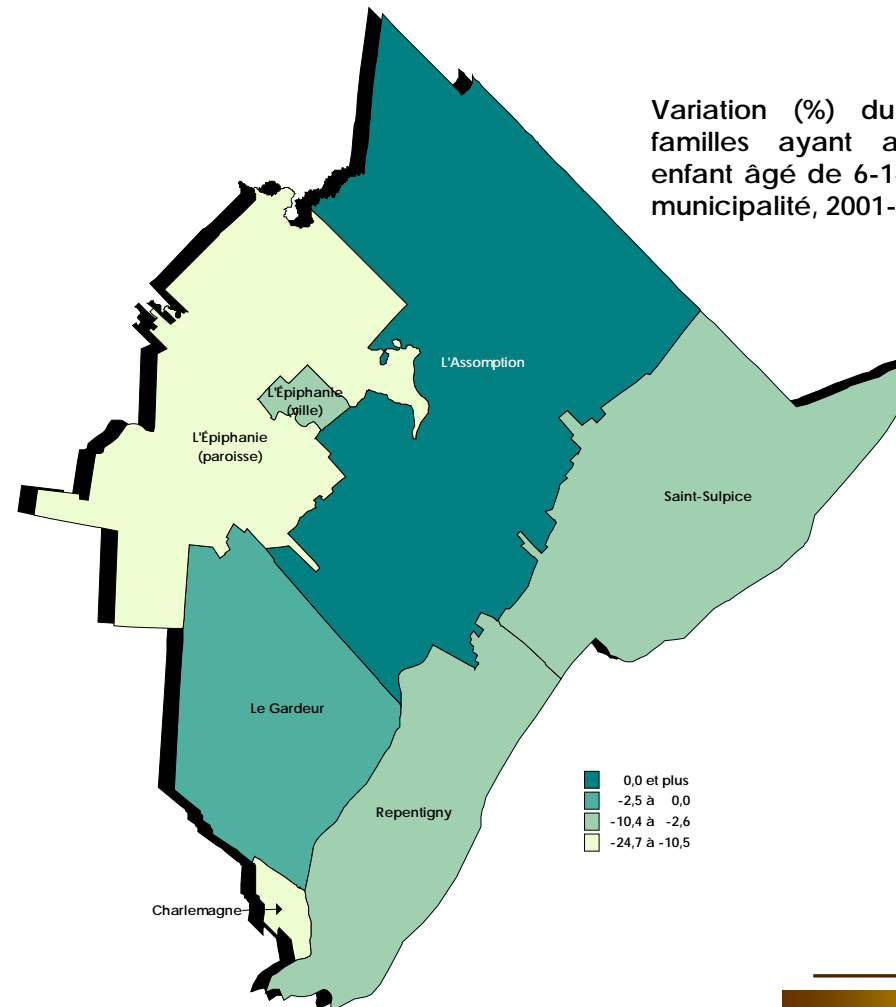 Variation (%) du
familles ayant a
enfant âgé de 6-1
municipalité, 2001-
L'Assomption
L'Épiphanie
(ville)
L'Épiphanie
(paroisse)
Saint-Sulpice
Le Gardeur
Repentigny
Charlemagne
0,0 et plus
-2,5 à 0,0
-10,4 à -2,6
-24,7 à -10,5